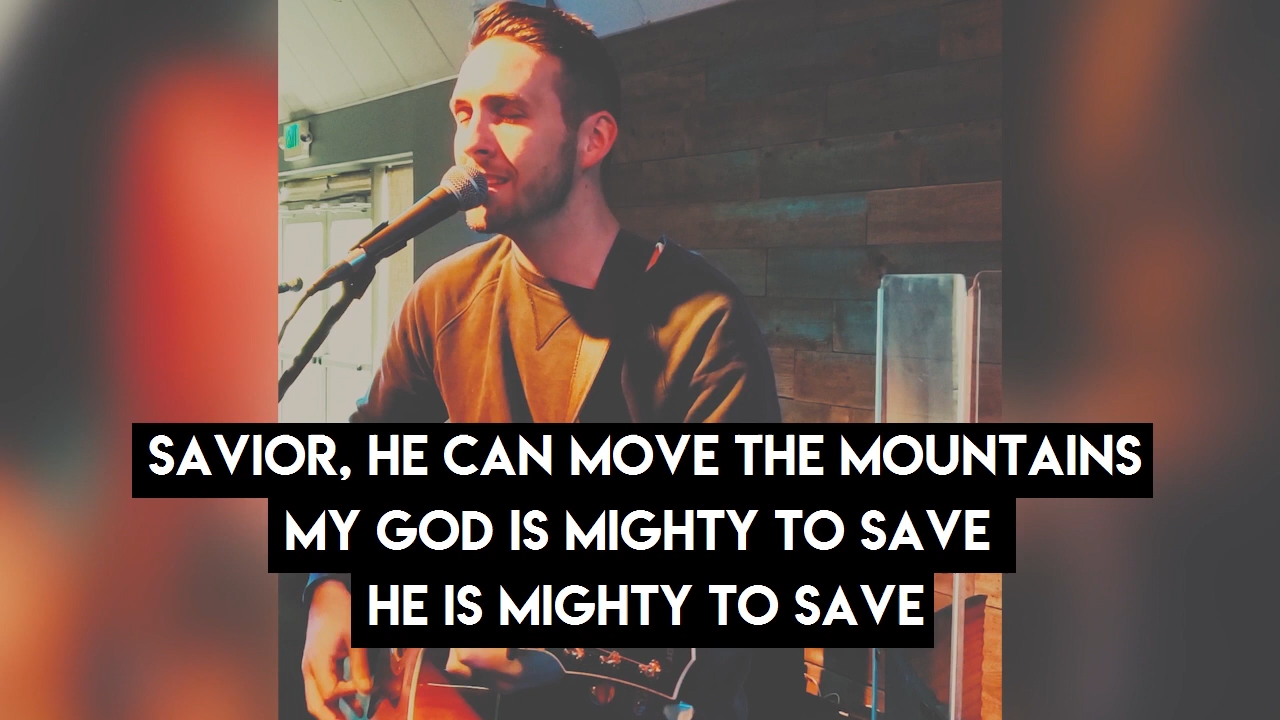 SAVIOR, HE CAN MOVE THE MOUNTAINS
MY GOD IS MIGHTY TO SAVE
HE IS MIGHTY TO SAVE